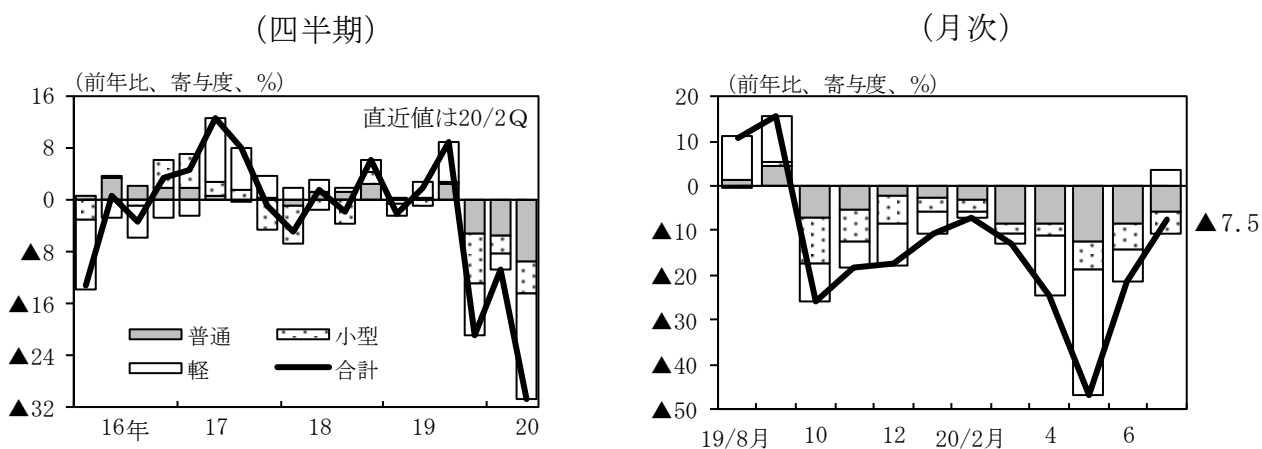 (四半期)
(前年比、寄与度、%)
直近値は20/2Q
16
8
0
▲8
▲16
▲24
▲32
普通
小型
軽
合計
16年
17
18
19
20
(月次)
(前年比、寄与度、%)
20
10
0
▲10
▲20
▲30
▲40
▲50
▲7.5
19/8月
10
12
20/2月
4
6